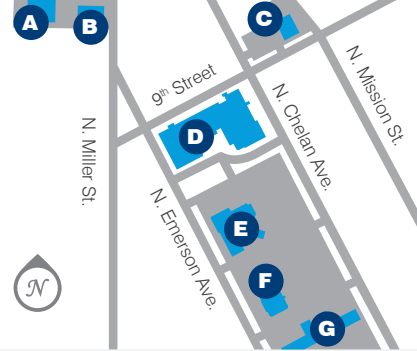 A
B
C
9th Street
N. Mission St.
D
N. Chelan Ave.
N. Miller St.
N. Emerson Ave.
E
N
F
G